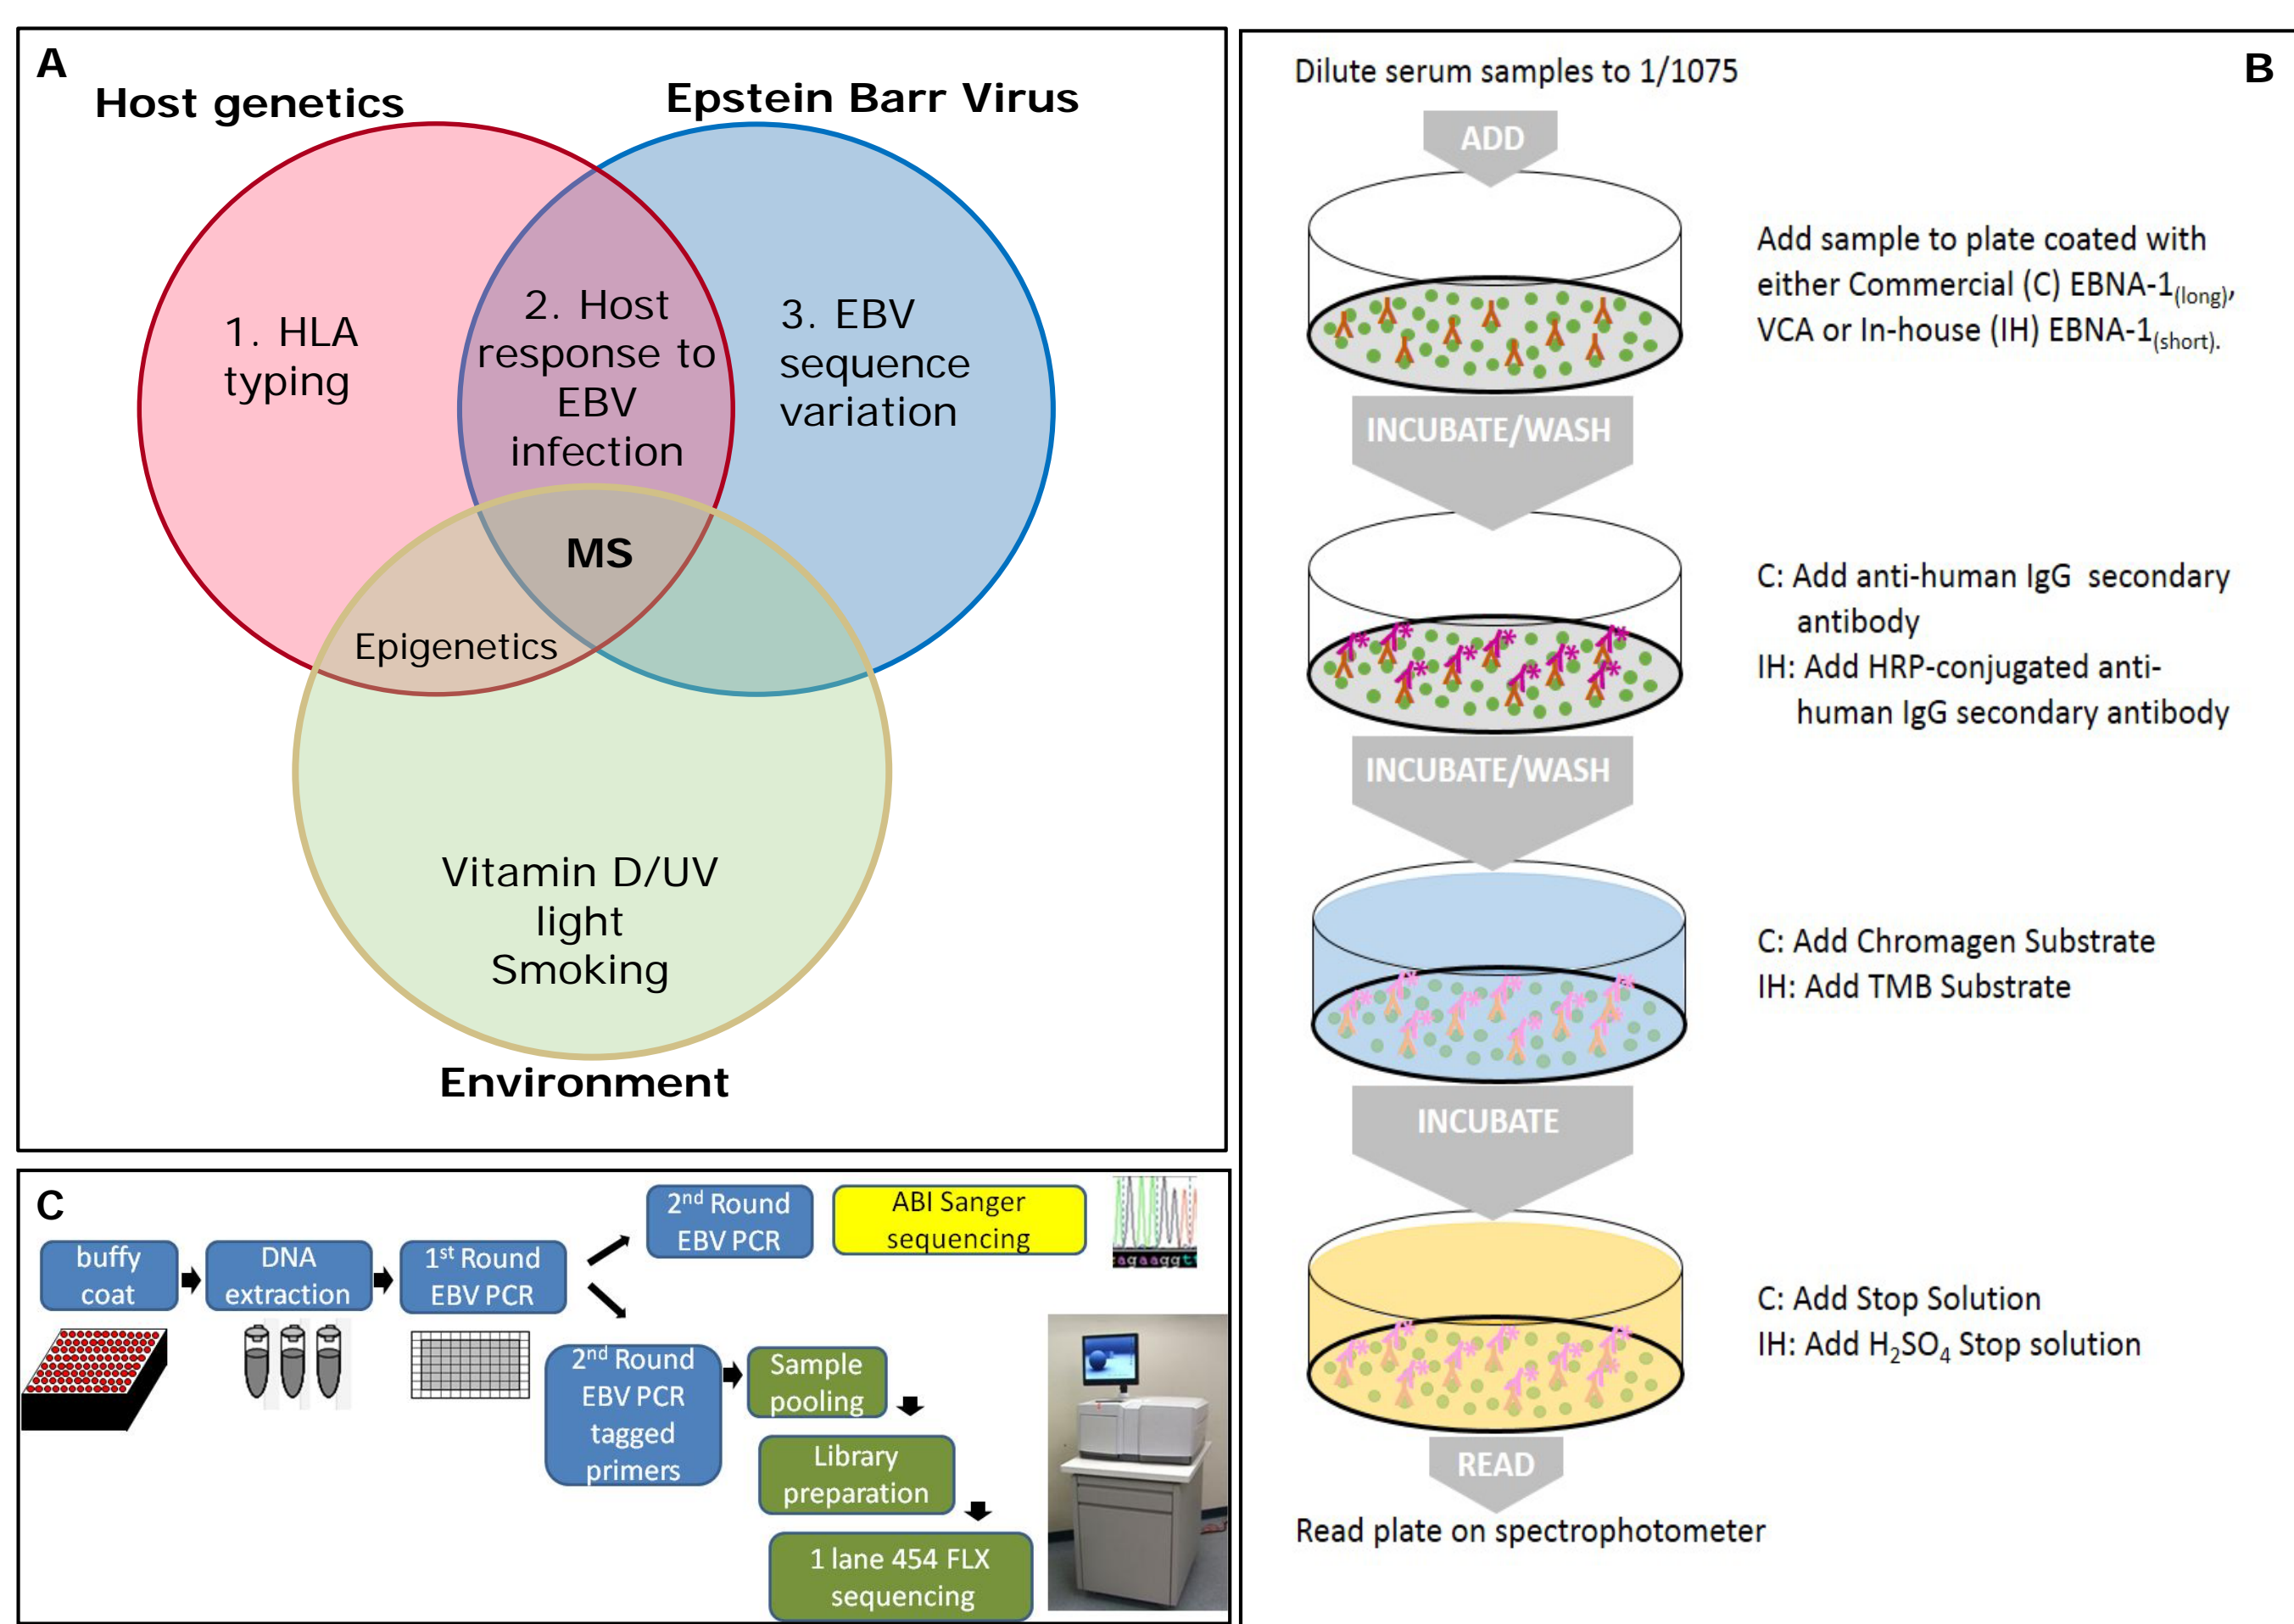 A
Host genetics
Epstein Barr Virus
1. HLA
typing
2. Host
response to
EBV
infection
3. EBV
sequence
variation
MS
Epigenetics
Vitamin D/UV
light
Smoking
Environment
B
Dilute serum samples to 1/1075
ADD
Add sample to plate coated with
either Commercial (C) EBNA-1(long),
VCA or In-house (IH) EBNA-1(short).
INCUBATE/WASH
C: Add anti-human IgG secondary
antibody
IH: Add HRP-conjugated anti-
human IgG secondary antibody
INCUBATE/WASH
C: Add Chromagen Substrate
IH: Add TMB Substrate
INCUBATE
C: Add Stop Solution
IH: Add H₂SO₄ Stop solution
READ
Read plate on spectrophotometer
C
buffy
coat
DNA
extraction
1st Round
EBV PCR
2nd Round
EBV PCR
ABI Sanger
sequencing
agaaggt
2nd Round
EBV PCR
tagged
primers
Sample
pooling
Library
preparation
1 lane 454 FLX
sequencing